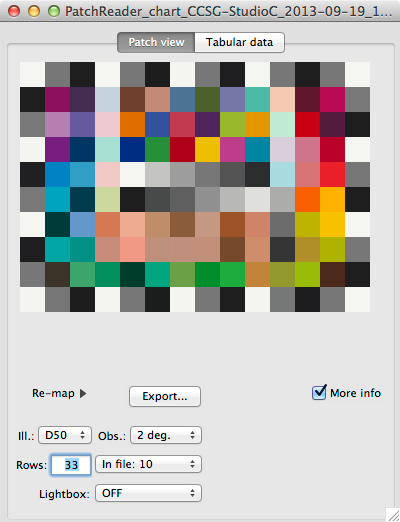 PatchReader_chart_CCSG-StudioC_2013-09-19_1...
Patch view Tabular data
Re-map Export... More info
Ill.: D50 Obs.: 2 deg.
Rows: 33 In file: 10
Lightbox: OFF